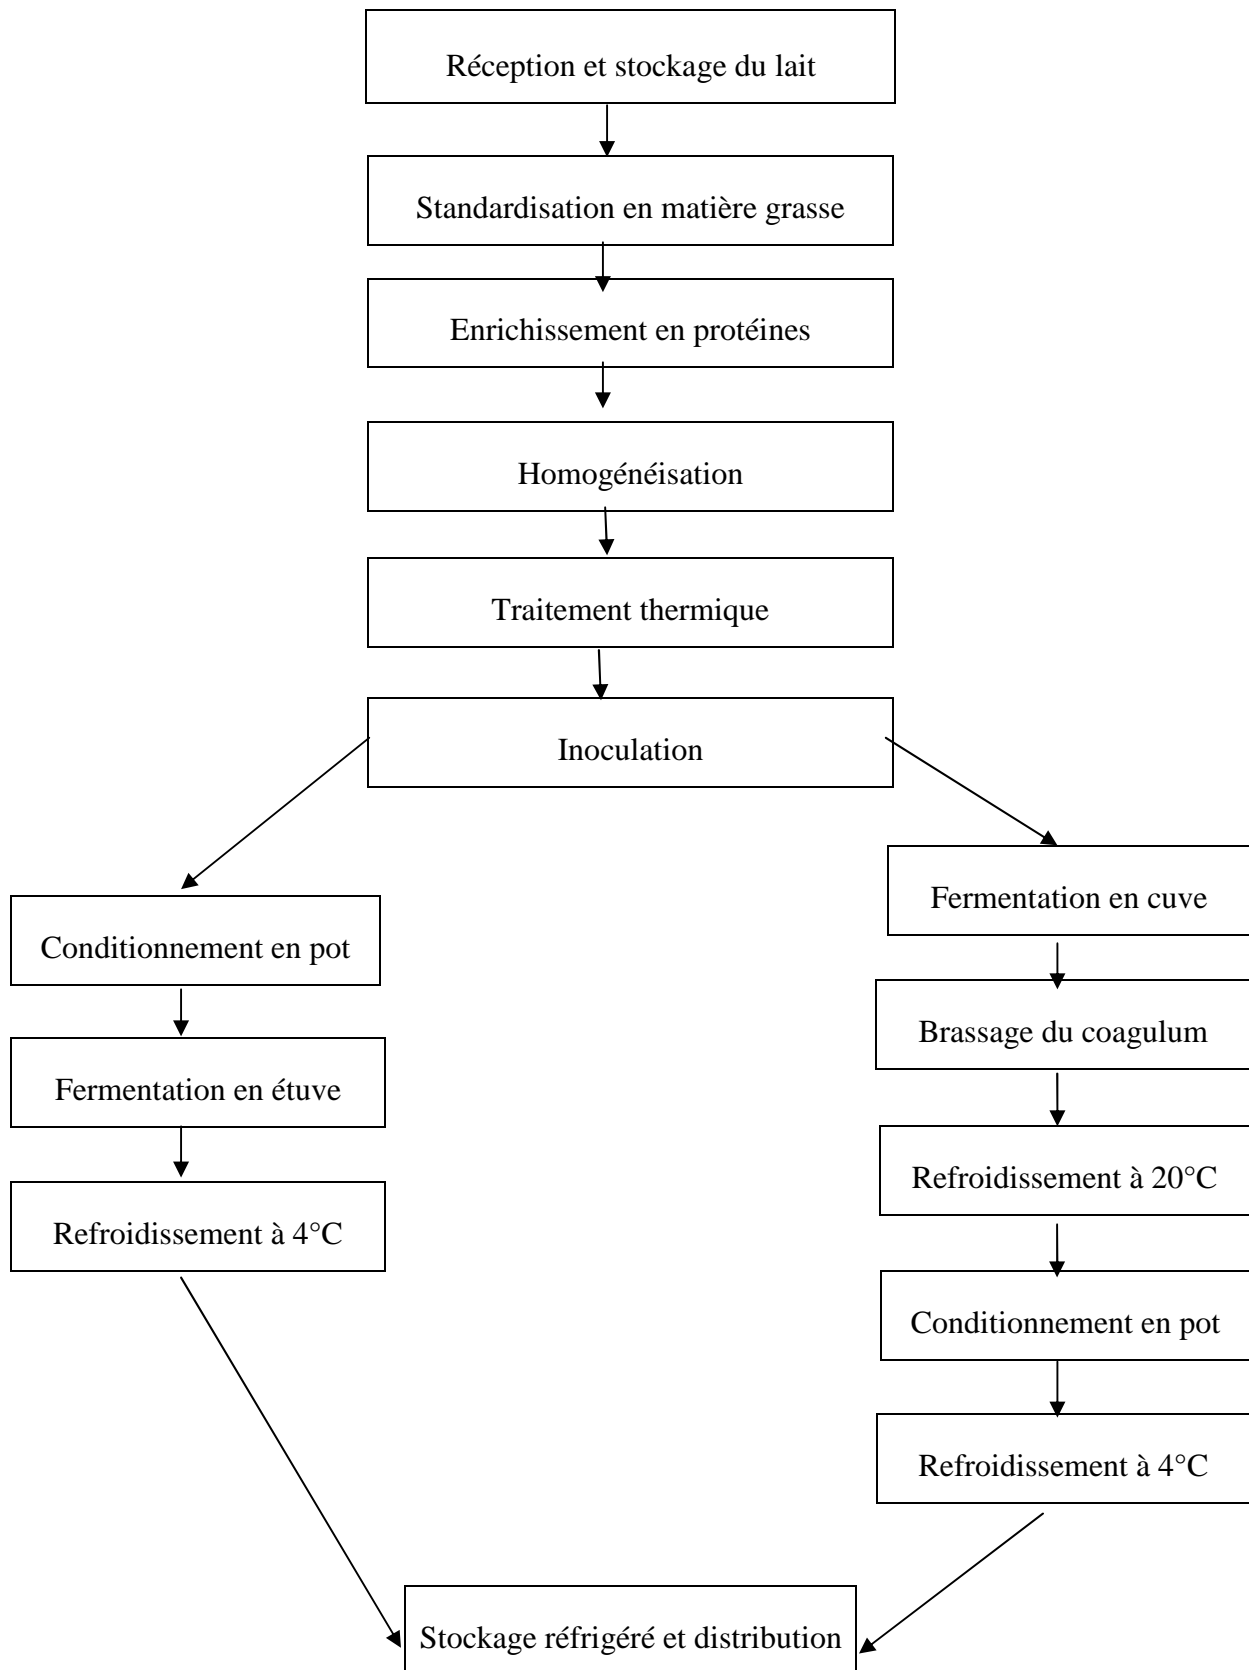 Réception et stockage du lait
Standardisation en matière grasse
Enrichissement en protéines
Homogénéisation
Traitement thermique
Inoculation
Conditionnement en pot
Fermentation en étuve
Refroidissement à 4°C
Fermentation en cuve
Brassage du coagulum
Refroidissement à 20°C
Conditionnement en pot
Refroidissement à 4°C
Stockage réfrigéré et distribution